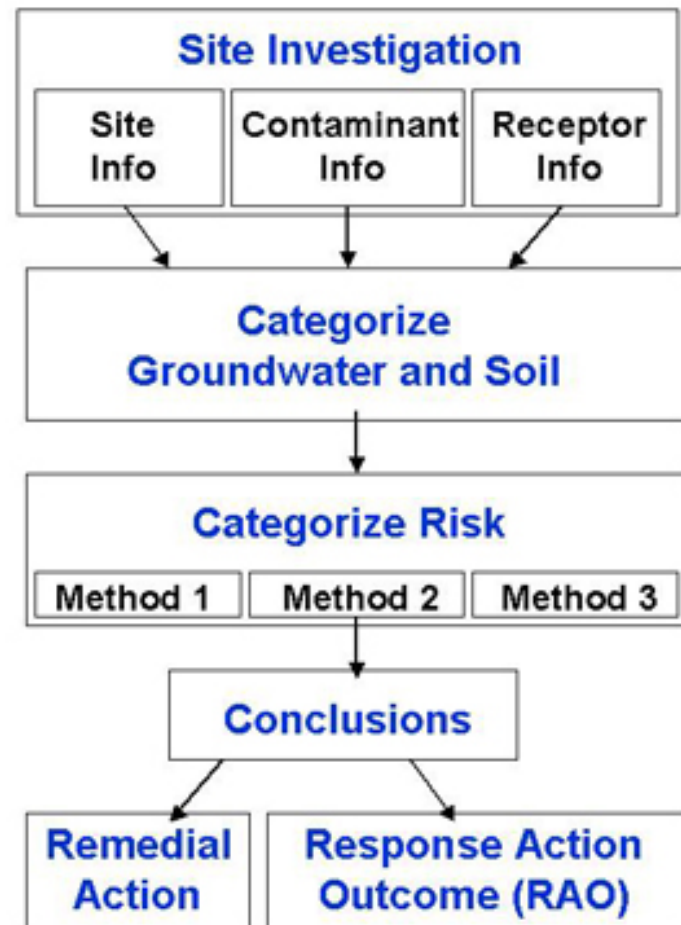 Site Investigation
Site
Info
Contaminant
Info
Receptor
Info
Categorize
Groundwater and Soil
Categorize Risk
Method 1
Method 2
Method 3
Conclusions
Remedial
Action
Response Action
Outcome (RAO)